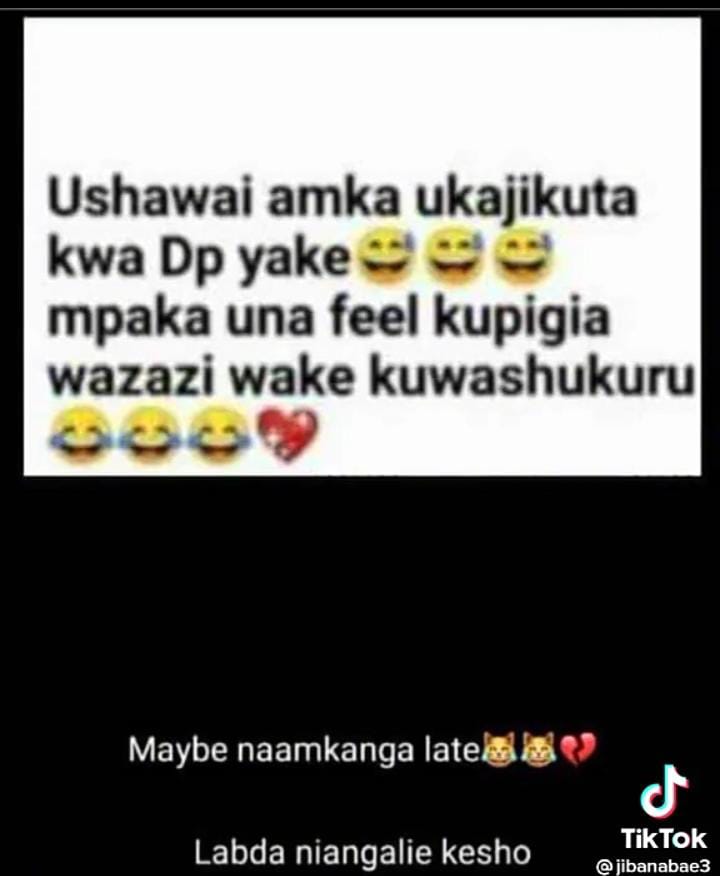 Ushawai amka ukajikuta
kwa Dp yake😅😅😅
mpaka una feel kupigia
wazazi wake kuwashukuru
😂😂😂💖
Maybe naamkanga late😹😹💔
Labda niangalie kesho
TikTok
@jibanabae3